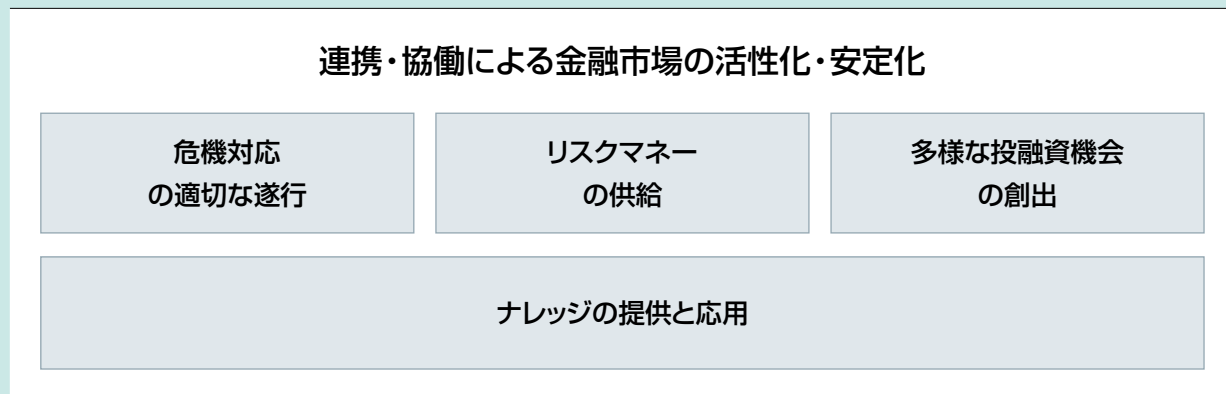 連携・協働による金融市場の活性化・安定化
危機対応
の適切な遂行
リスクマネー
の供給
多様な投融資機会
の創出
ナレッジの提供と応用